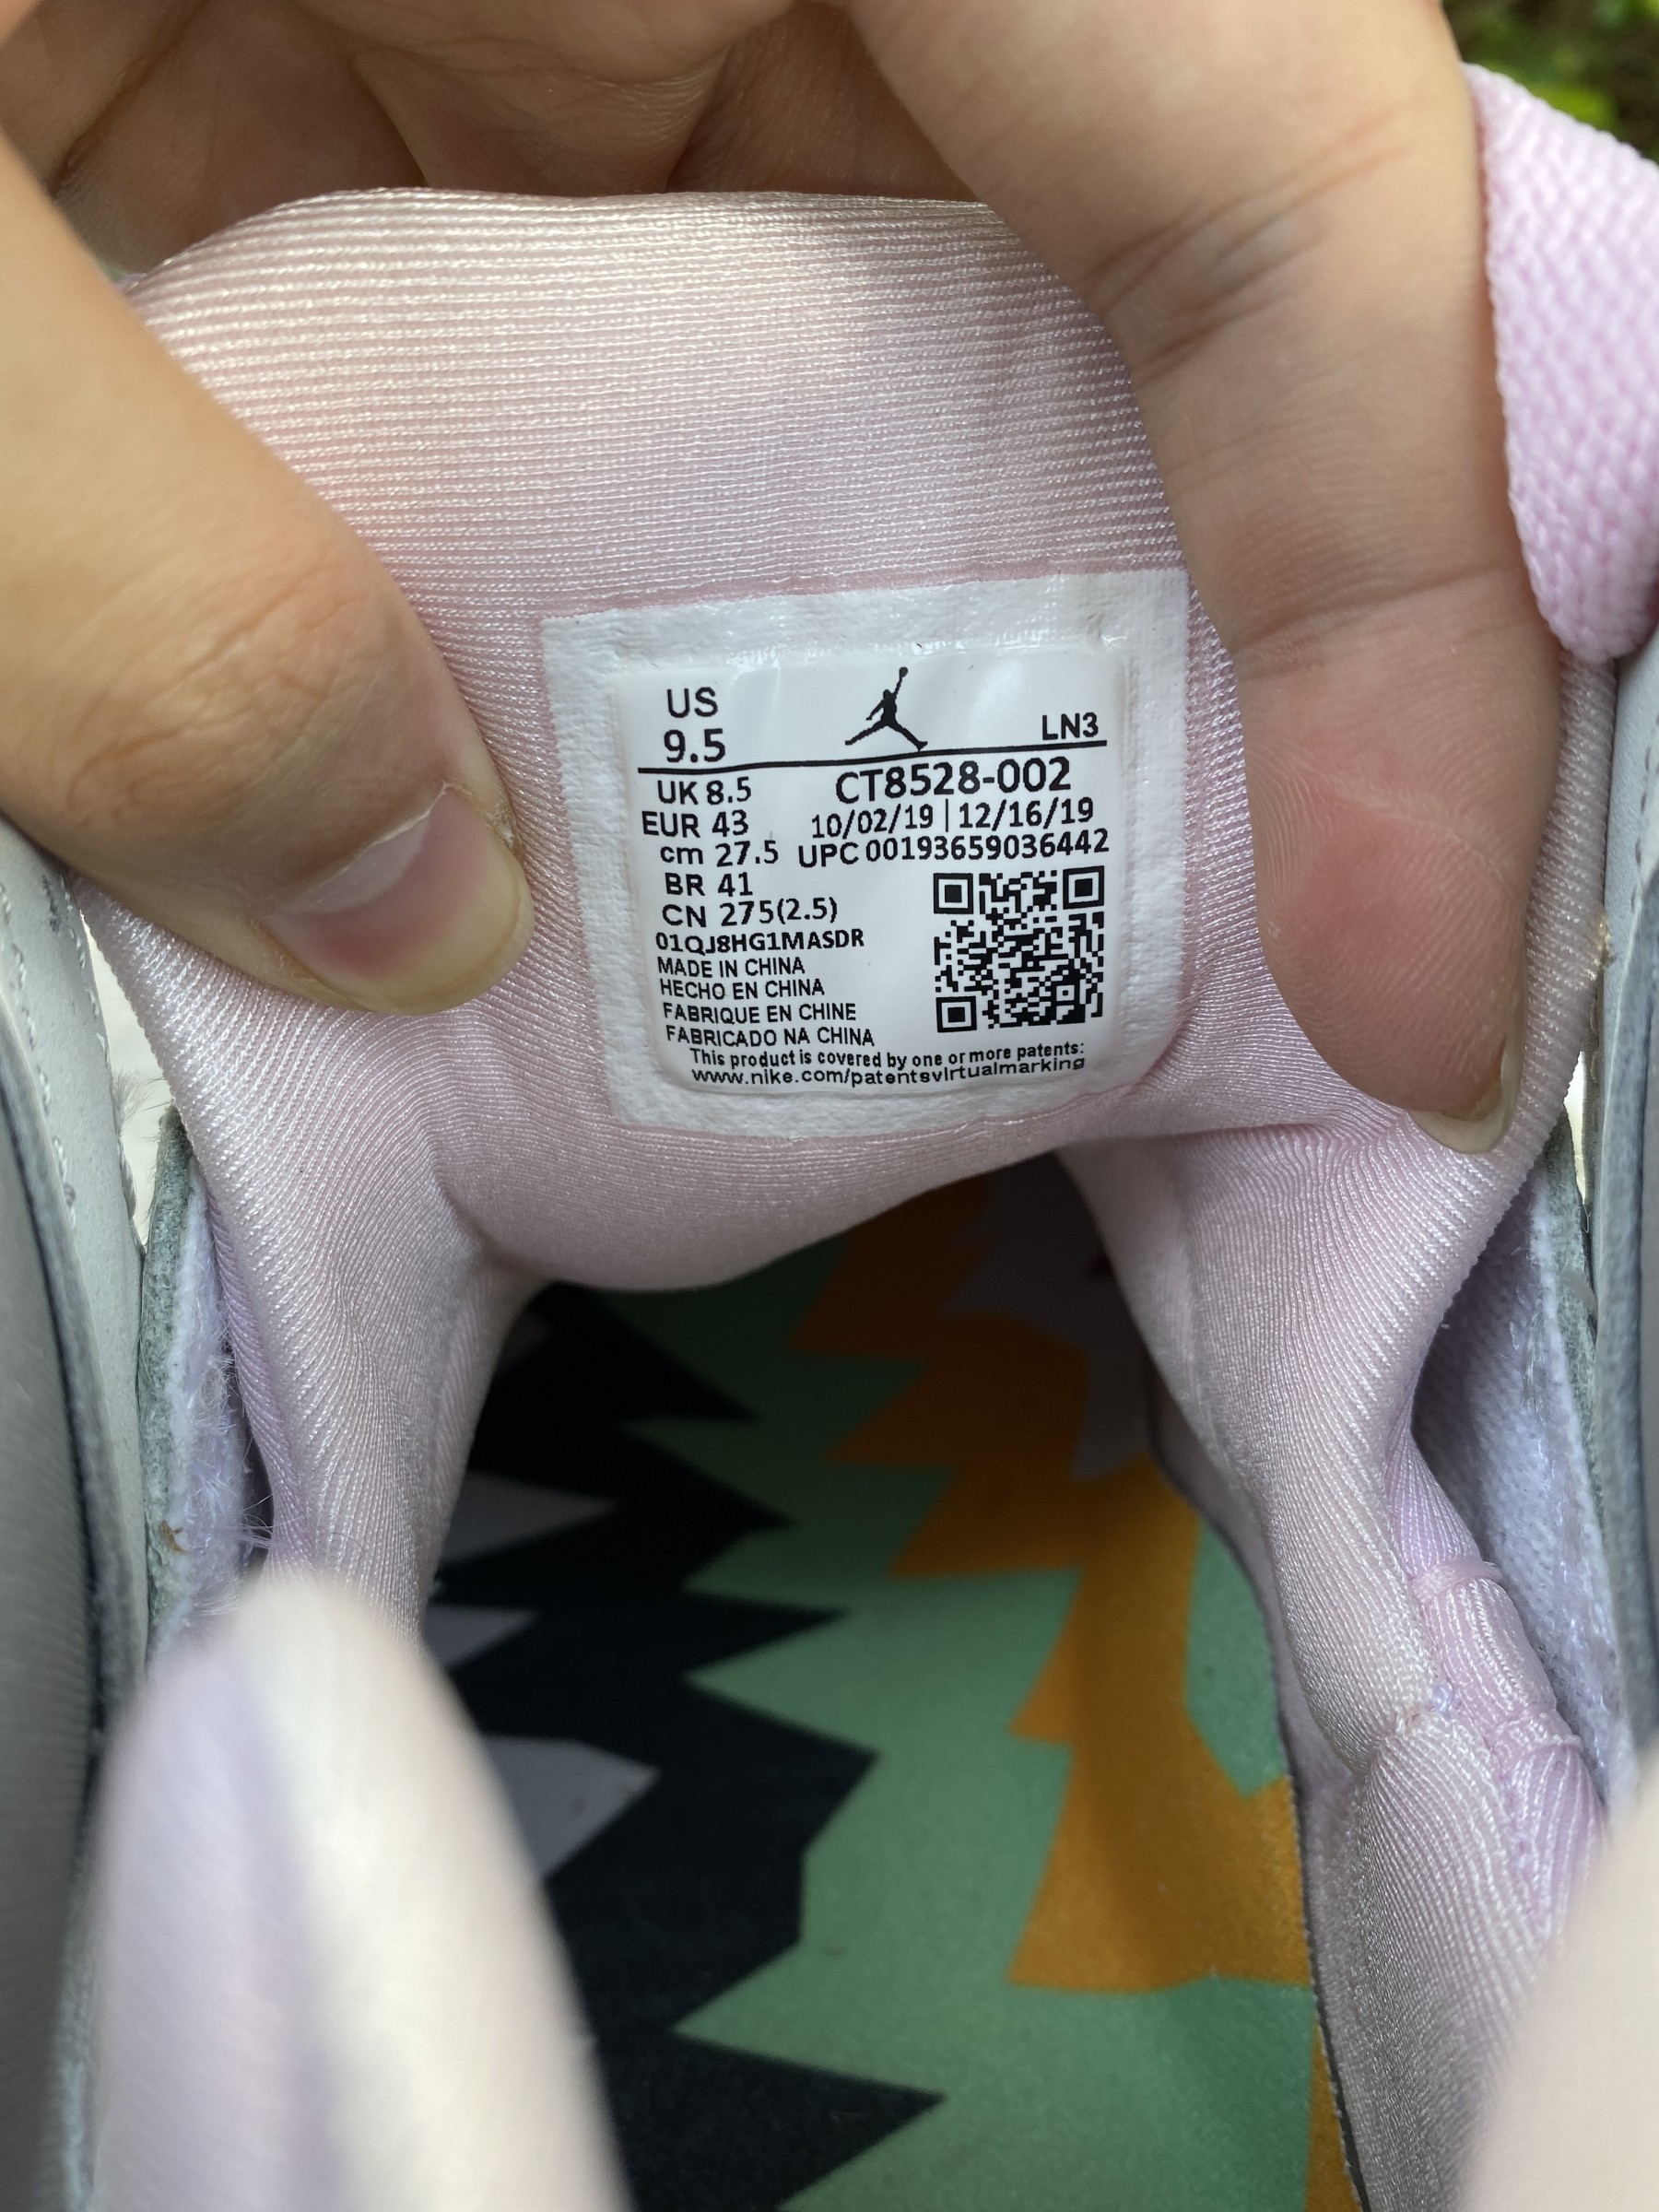 US
9.5
LN3
UK 8.5
CT8528-002
EUR 43
10/02/19 | 12/16/19
cm 27.5
UPC 00193659036442
BR 41
CN 275(2.5)
01QJ8HG1MASDR
MADE IN CHINA
HECHO EN CHINA
FABRIQUE EN CHINE
FABRICADO NA CHINA
This product is covered by one or more patents:
www.nike.com/patentsvirtualmarking